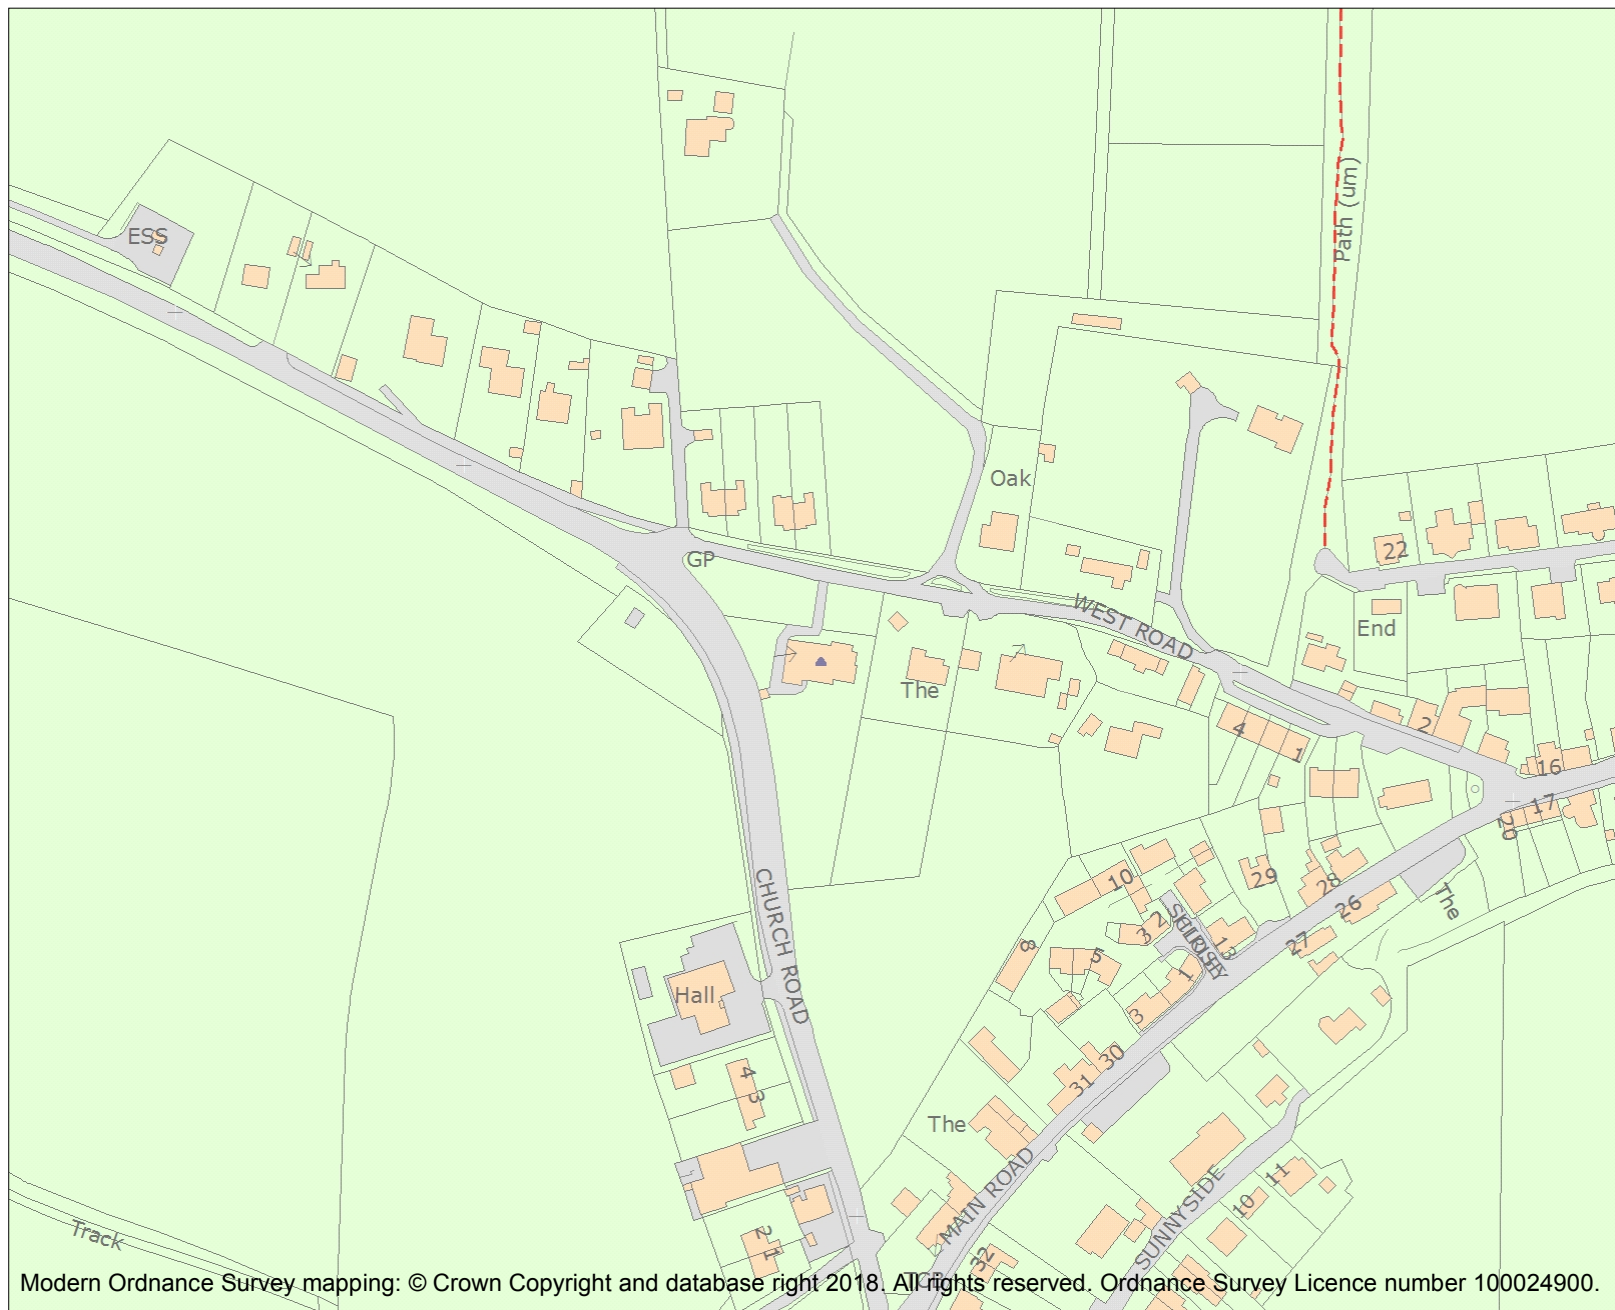 Path (um)
ESS
Oak
22
GP
WEST ROAD
End
The
2
4
1
16
17
20
CHURCH ROAD
10
29
28
26
The
2
3
13
27
8
5
1
3
Hall
30
31
4
3
The
MAIN ROAD
SUNNYSIDE
11
10
Track
2
1
32
TCB
Modern Ordnance Survey mapping: © Crown Copyright and database right 2018. All rights reserved. Ordnance Survey Licence number 100024900.